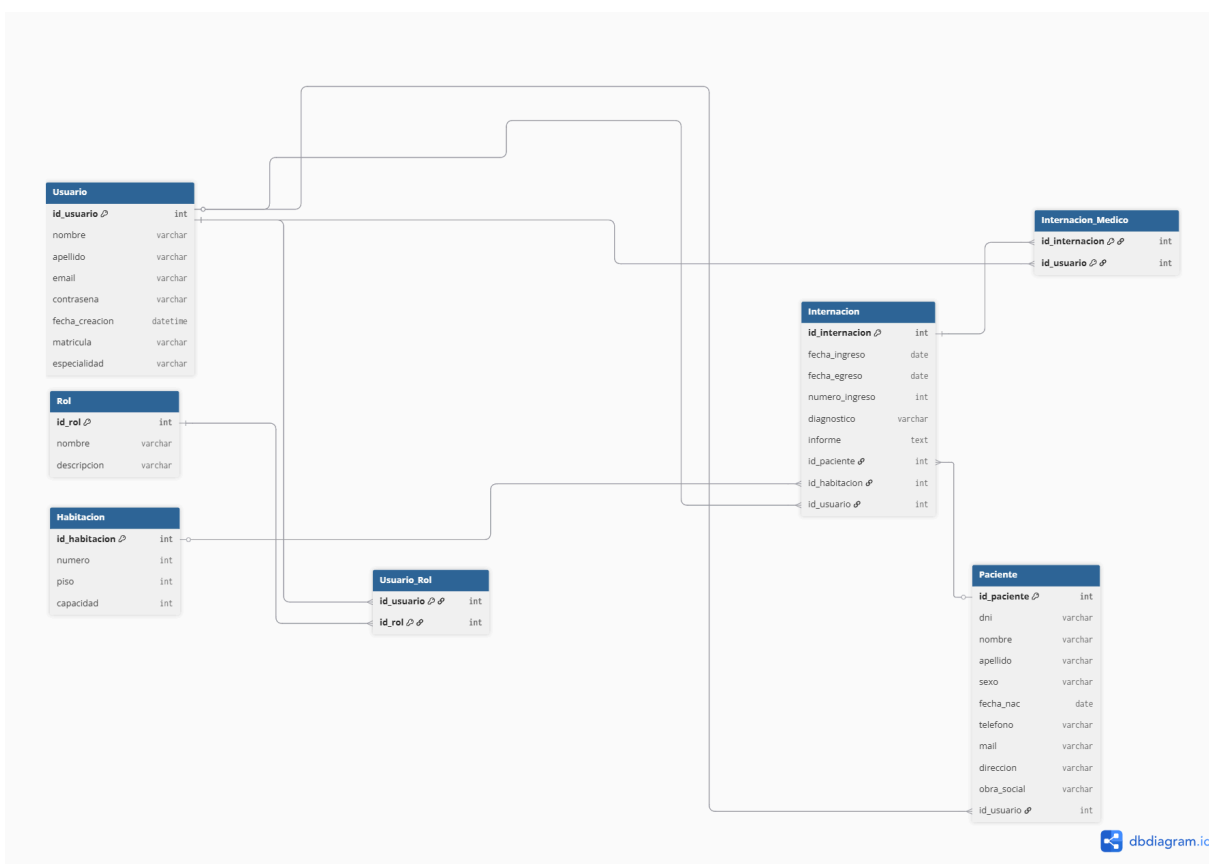 Usuario
id_usuario int
nombre varchar
apellido varchar
email varchar
contrasena varchar
fecha_creacion datetime
matricula varchar
especialidad varchar
Rol
id_rol int
nombre varchar
descripcion varchar
Habitacion
id_habitacion int
numero int
piso int
capacidad int
Usuario_Rol
id_usuario int
id_rol int
Internacion_Medico
id_internacion int
id_usuario int
Internacion
id_internacion int
fecha_ingreso date
fecha_egreso date
numero_ingreso int
diagnostico varchar
informe text
id_paciente int
id_habitacion int
id_usuario int
Paciente
id_paciente int
dni varchar
nombre varchar
apellido varchar
sexo varchar
fecha_nac date
telefono varchar
mail varchar
direccion varchar
obra_social varchar
id_usuario int
dbdiagram.io